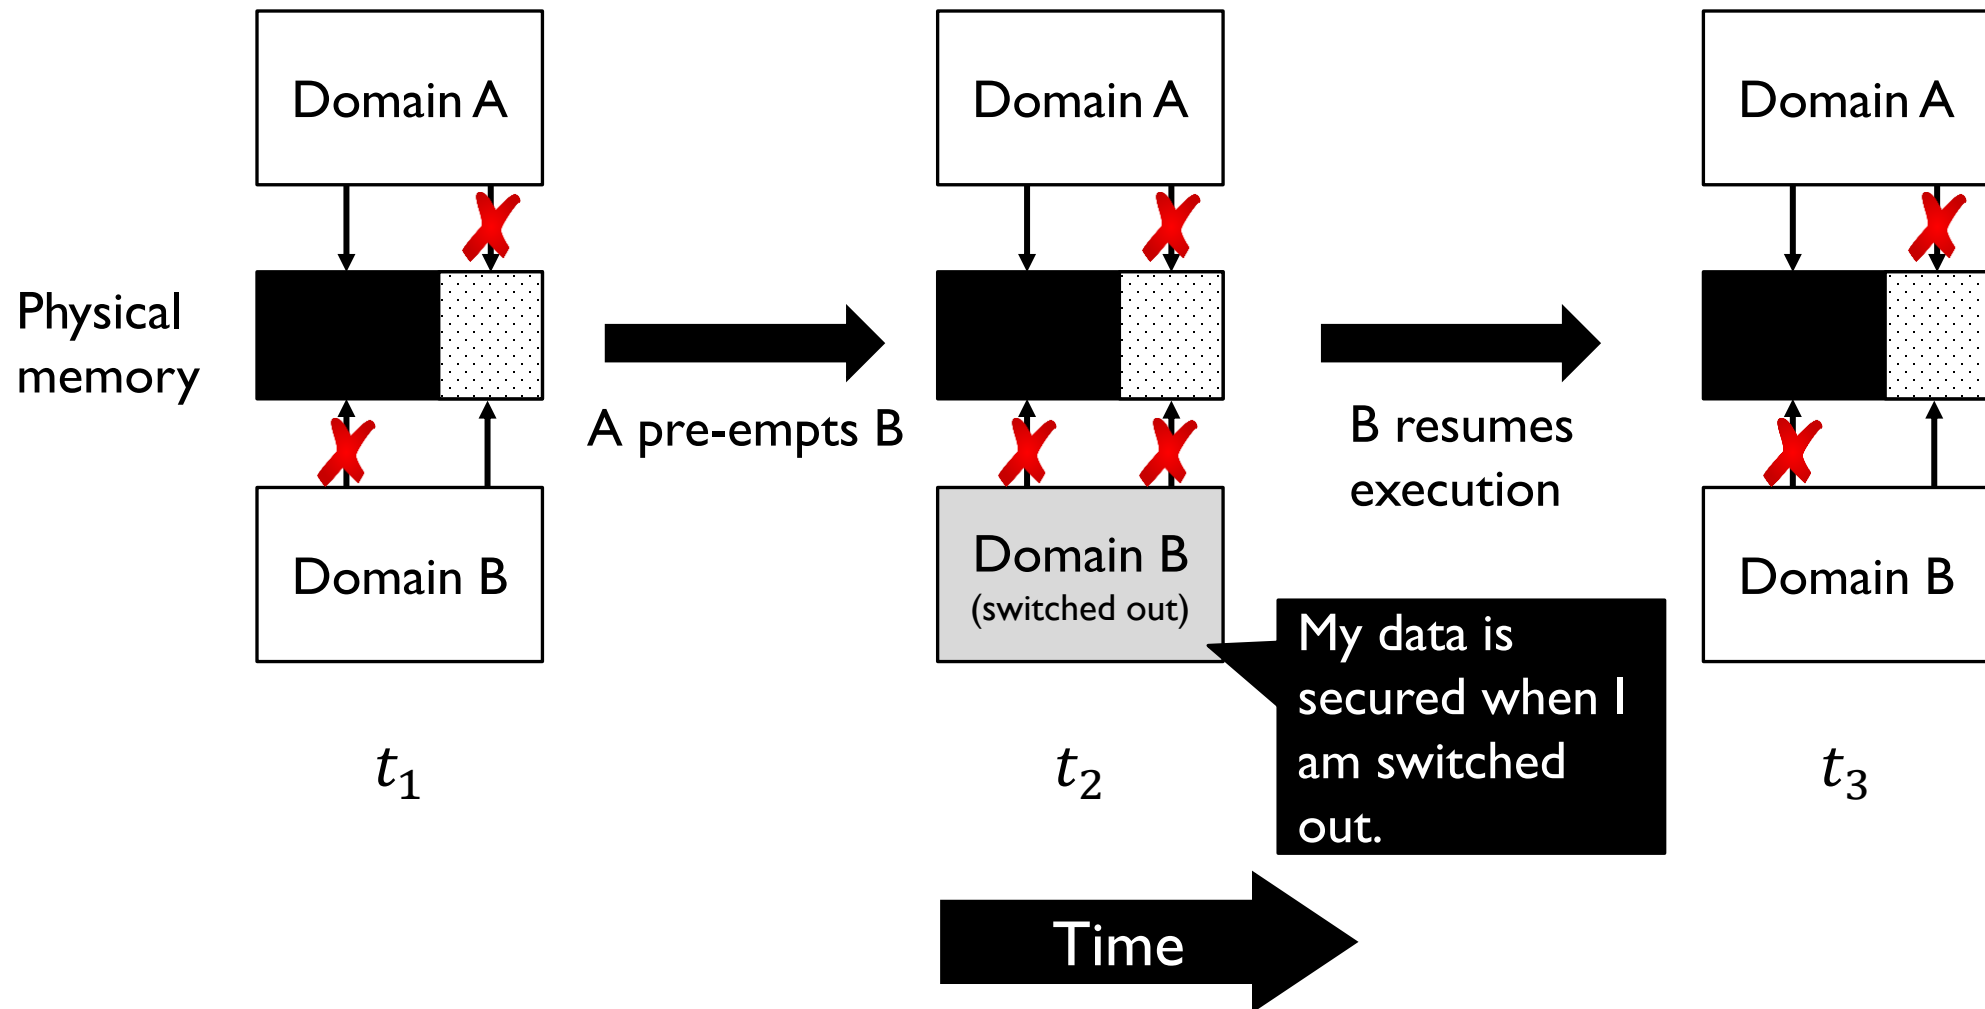 Domain A
Domain A
Domain A
Physical
memory
A pre-empts B
B resumes
execution
Domain B
Domain B
(switched out)
Domain B
My data is
secured when I
am switched
out.
t₁
t₂
t₃
Time